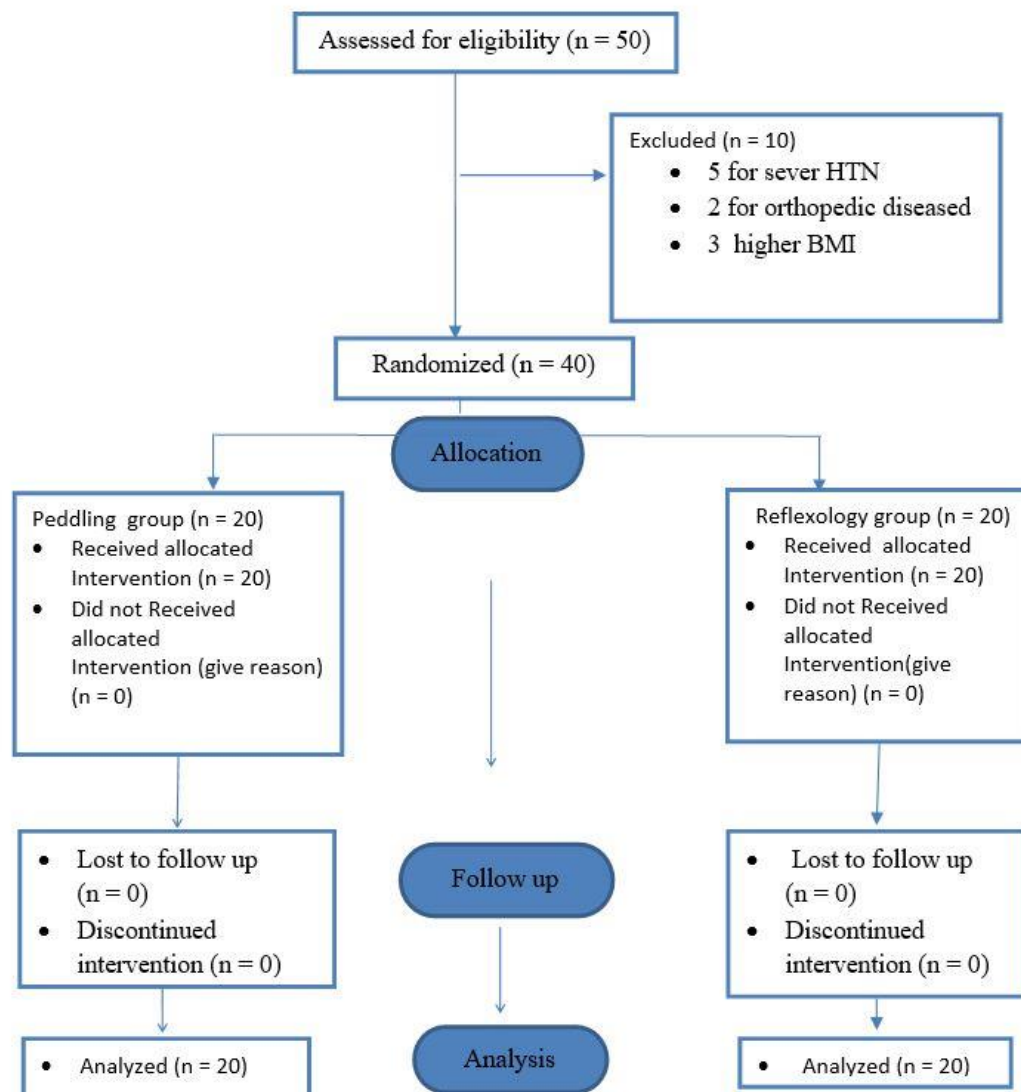 Assessed for eligibility (n = 50)
Excluded (n = 10)
• 5 for sever HTN
• 2 for orthopedic diseased
• 3 higher BMI
Randomized (n = 40)
Allocation
Peddling group (n = 20)
• Received allocated
Intervention (n = 20)
• Did not Received
allocated
Intervention (give reason)
(n = 0)
Reflexology group (n = 20)
• Received allocated
Intervention (n = 20)
• Did not Received
allocated
Intervention(give
reason) (n = 0)
• Lost to follow up
(n = 0)
• Discontinued
intervention (n = 0)
Follow up
• Lost to follow up
(n = 0)
• Discontinued
intervention (n = 0)
• Analyzed (n = 20)
Analysis
• Analyzed (n = 20)